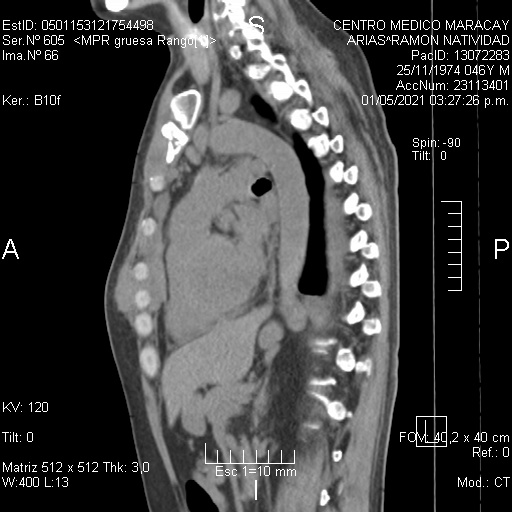 EstID: 0501153121754498
Ser.Nº 605 <MPR gruesa Rango[ ]>
Ima.Nº 66
Ker.: B10f
S
CENTRO MEDICO MARACAY
ARIAS^RAMON NATIVIDAD
PacID: 13072283
25/11/1974 046Y M
AccNum: 23113401
01/05/2021 03:27:26 p.m.
Spin: -90
Tilt: 0
A
P
KV: 120
Tilt: 0
Matriz 512 x 512 Thk: 3,0
W:400 L:13
Esc 1=10 mm
I
FOM: 40,2 x 40 cm
Ref.: 0
Mod.: CT